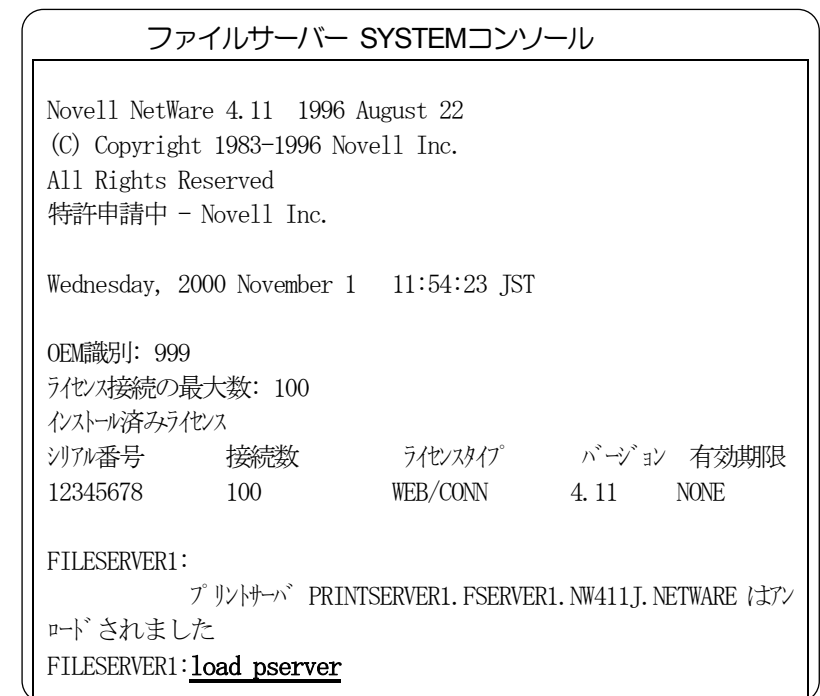 ファイルサーバー SYSTEMコンソール
Novell NetWare 4.11 1996 August 22
(C) Copyright 1983-1996 Novell Inc.
All Rights Reserved
特許申請中 - Novell Inc.
Wednesday, 2000 November 1 11:54:23 JST
OEM識別: 999
ﾗｲｾﾝｽ接続の最大数: 100
ｲﾝｽﾄｰﾙ済みﾗｲｾﾝｽ
ｼﾘｱﾙ番号 接続数 ﾗｲｾﾝｽﾀｲﾌﾟ ﾊﾞｰｼﾞｮﾝ 有効期限
12345678 100 WEB/CONN 4.11 NONE
FILESERVER1:
ﾌﾟﾘﾝﾄｻｰﾊﾞ PRINTSERVER1.FSERVER1.NW411J.NETWARE はｱﾝ
ﾛｰﾄﾞされました
FILESERVER1:load pserver